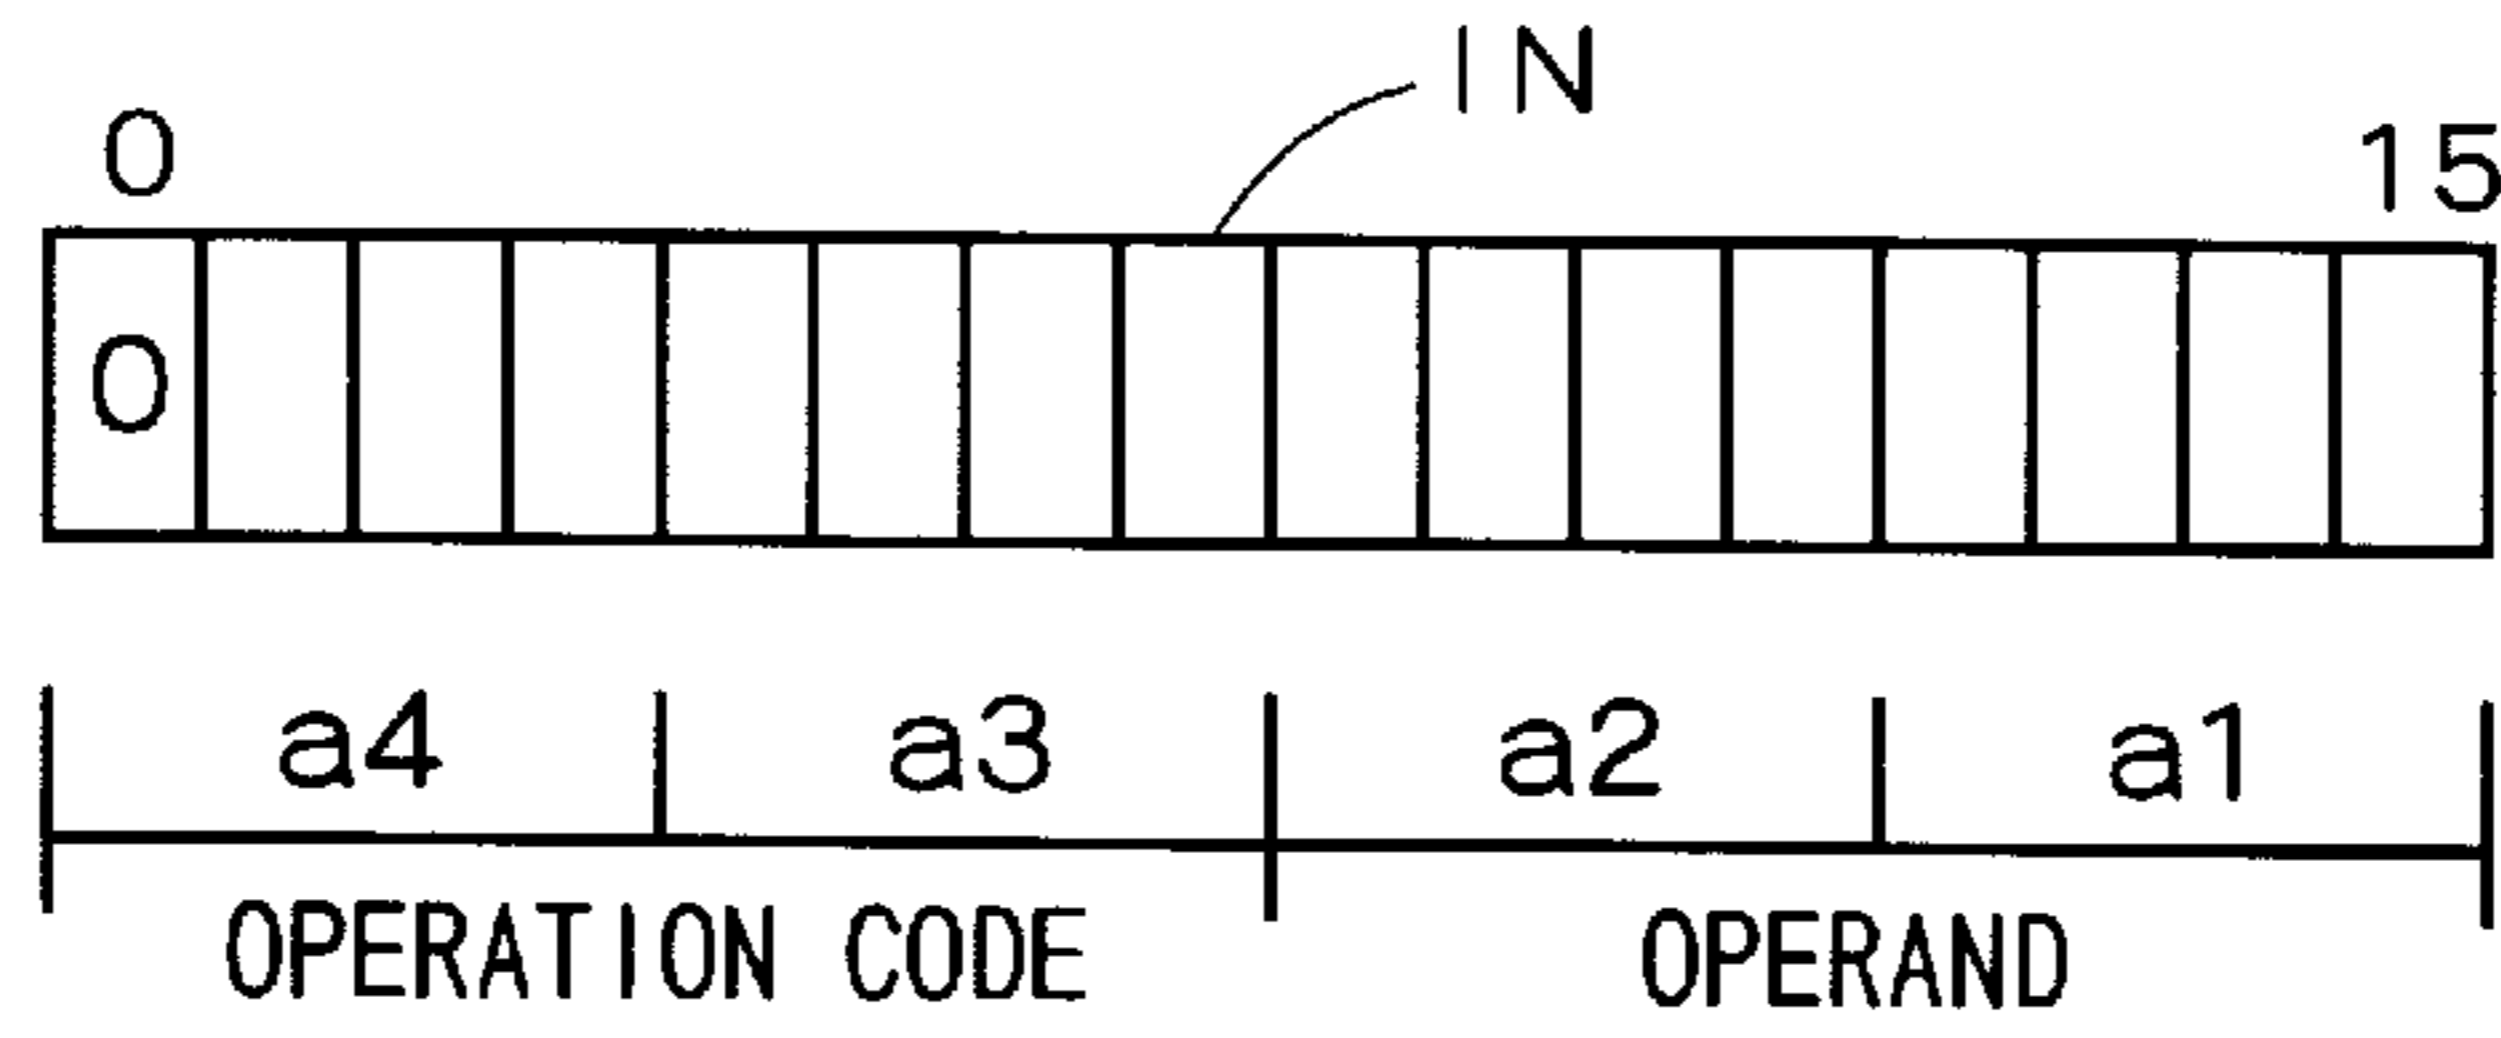 IN
0 15
0
a4 a3 a2 a1
OPERATION CODE OPERAND